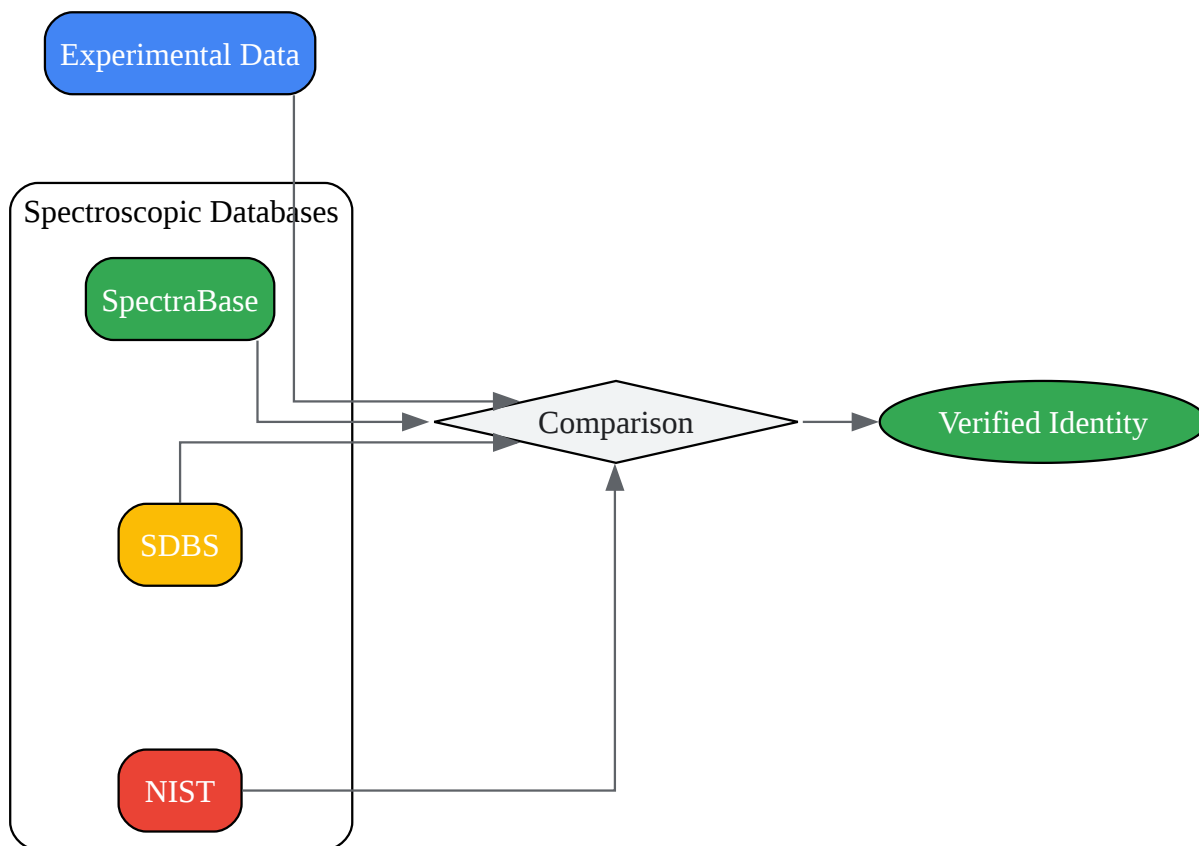 Experimental Data
Spectroscopic Databases
SpectraBase
Comparison
Verified Identity
SDBS
NIST